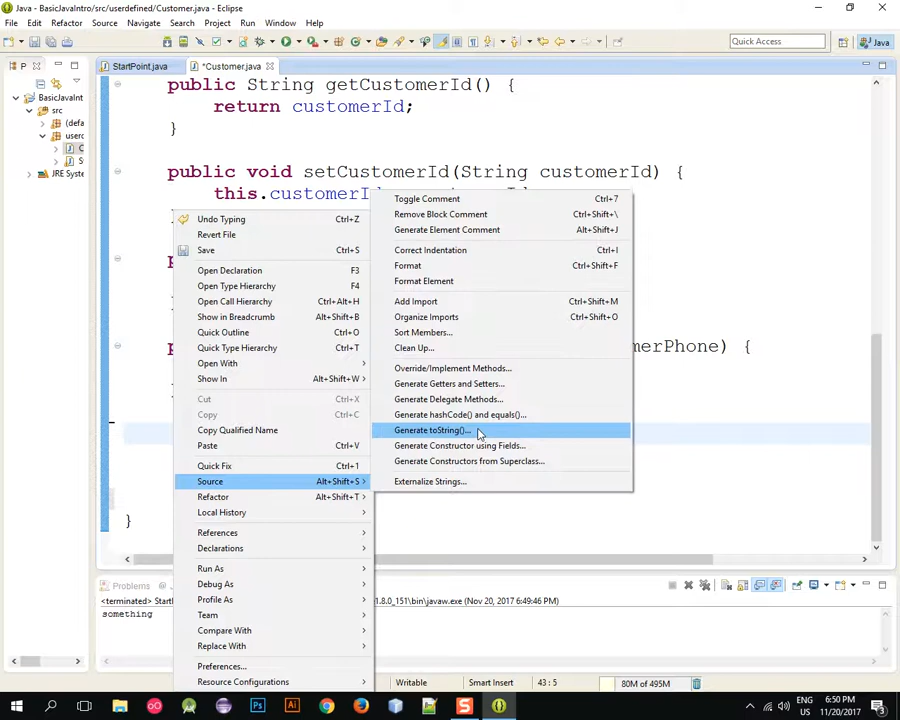 Java - BasicJavaIntro/src/userdefined/Customer.java - Eclipse
File Edit Refactor Source Navigate Search Project Run Window Help
Quick Access
Java
P
StartPoint.java
*Customer.java
BasicJavaI
src
(defa
userc
C
S
JRE System
public String getCustomerId() {
return customerId;
}
public void setCustomerId(String customerId) {
this.customerI
merPhone) {
}
Undo Typing Ctrl+Z
Revert File
Save Ctrl+S
Open Declaration F3
Open Type Hierarchy F4
Open Call Hierarchy Ctrl+Alt+H
Show in Breadcrumb Alt+Shift+B
Quick Outline Ctrl+O
Quick Type Hierarchy Ctrl+T
Open With
Show In Alt+Shift+W
Cut Ctrl+X
Copy Ctrl+C
Copy Qualified Name
Paste Ctrl+V
Quick Fix Ctrl+1
Source Alt+Shift+S
Refactor Alt+Shift+T
Local History
References
Declarations
Run As
Debug As
Profile As
Team
Compare With
Replace With
Preferences...
Resource Configurations
Toggle Comment Ctrl+7
Remove Block Comment Ctrl+Shift+\
Generate Element Comment Alt+Shift+J
Correct Indentation Ctrl+I
Format Ctrl+Shift+F
Format Element
Add Import Ctrl+Shift+M
Organize Imports Ctrl+Shift+O
Sort Members...
Clean Up...
Override/Implement Methods...
Generate Getters and Setters...
Generate Delegate Methods...
Generate hashCode() and equals()...
Generate toString()...
Generate Constructor using Fields...
Generate Constructors from Superclass...
Externalize Strings...
Problems @
<terminated> Start
1.8.0_151\bin\javaw.exe (Nov 20, 2017 6:49:46 PM)
something
Writable Smart Insert 43 : 5 80M of 495M
ENG 6:50 PM
US 11/20/2017